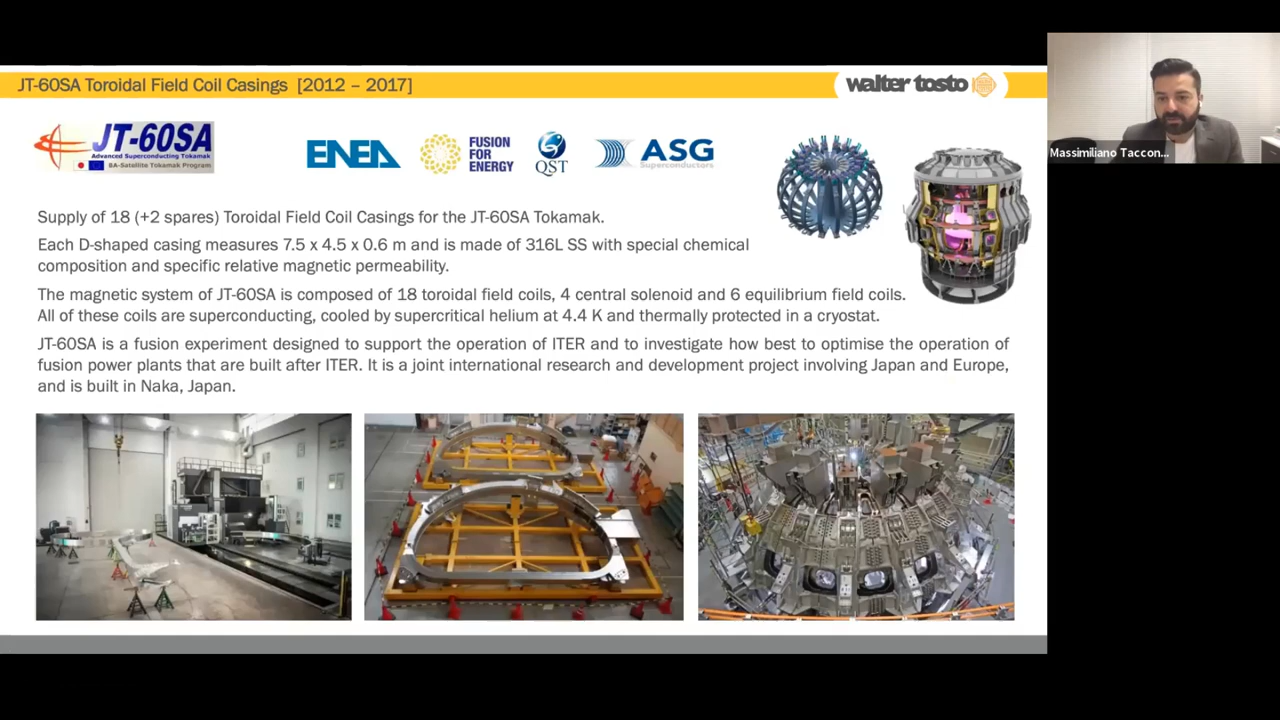 JT-60SA Toroidal Field Coil Casings [2012 – 2017]
walter tosto
JT-60SA
Advanced Superconducting Tokamak
BA-Satellite Tokamak Program
ENEA
FUSION
FOR
ENERGY
QST
ASG
Superconductors
Massimiliano Taccon...
Supply of 18 (+2 spares) Toroidal Field Coil Casings for the JT-60SA Tokamak.
Each D-shaped casing measures 7.5 x 4.5 x 0.6 m and is made of 316L SS with special chemical
composition and specific relative magnetic permeability.
The magnetic system of JT-60SA is composed of 18 toroidal field coils, 4 central solenoid and 6 equilibrium field coils.
All of these coils are superconducting, cooled by supercritical helium at 4.4 K and thermally protected in a cryostat.
JT-60SA is a fusion experiment designed to support the operation of ITER and to investigate how best to optimise the operation of
fusion power plants that are built after ITER. It is a joint international research and development project involving Japan and Europe,
and is built in Naka, Japan.